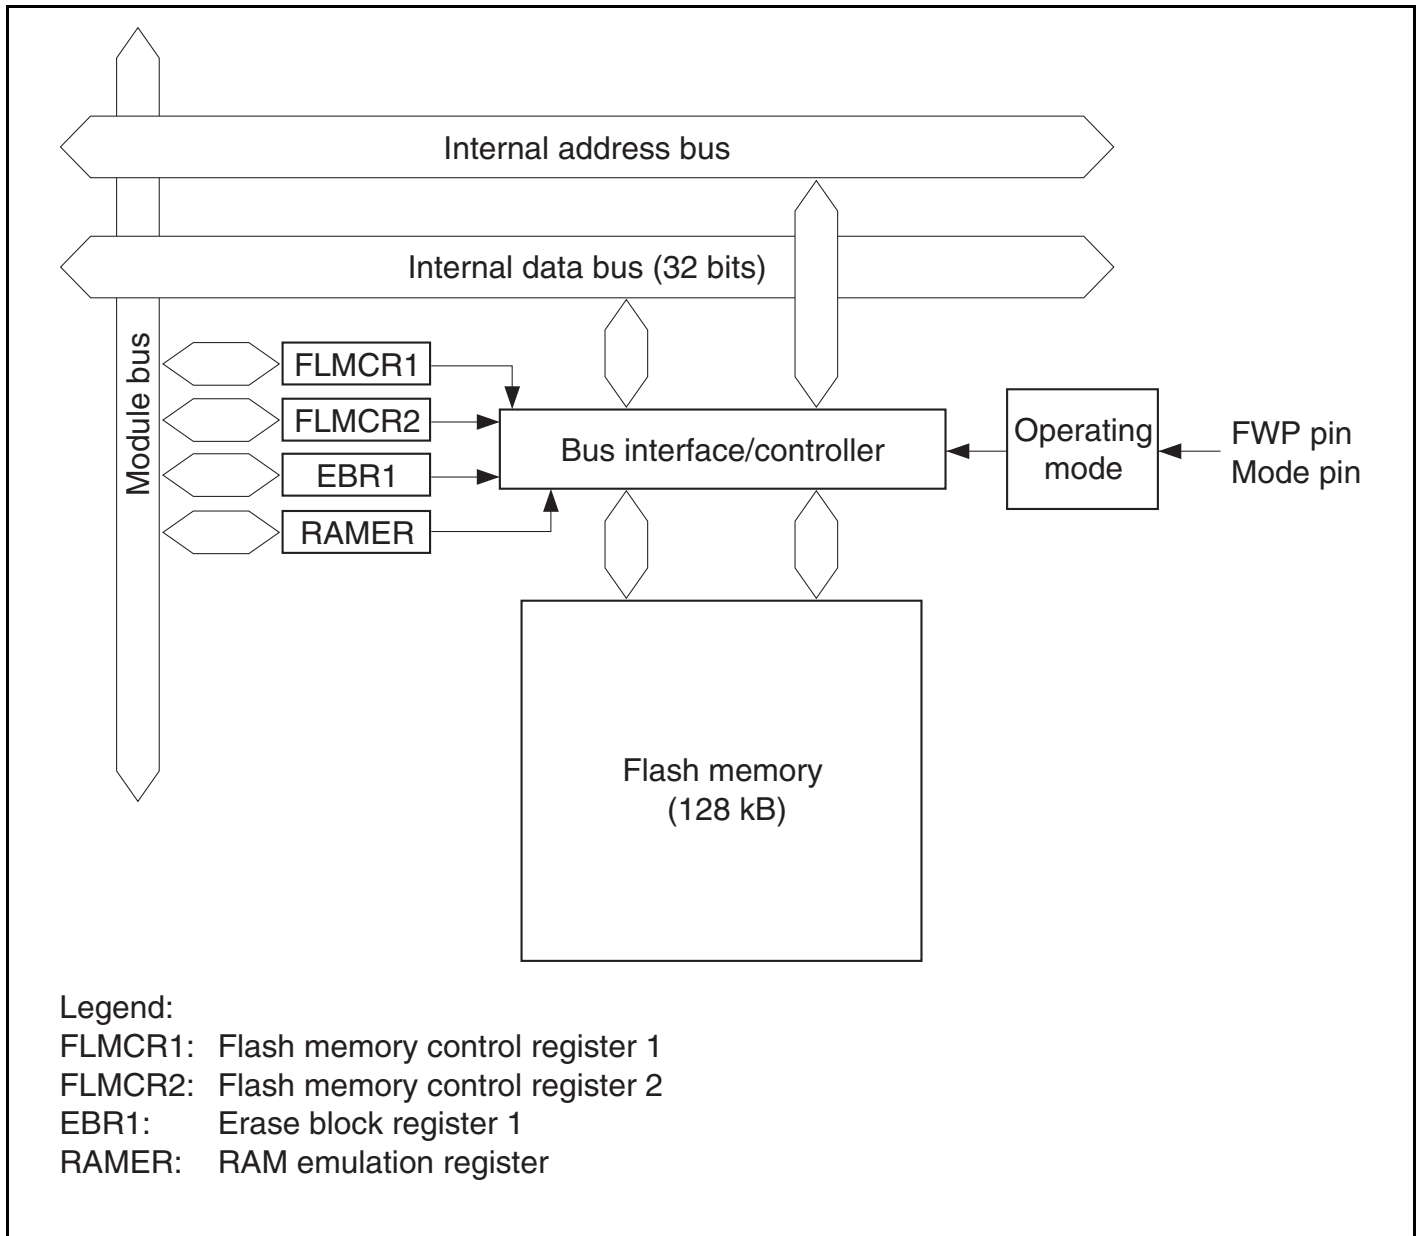 Internal address bus
Internal data bus (32 bits)
Module bus
FLMCR1
FLMCR2
EBR1
RAMER
Bus interface/controller
Operating
mode
FWP pin
Mode pin
Flash memory
(128 kB)
Legend:
FLMCR1: Flash memory control register 1
FLMCR2: Flash memory control register 2
EBR1: Erase block register 1
RAMER: RAM emulation register